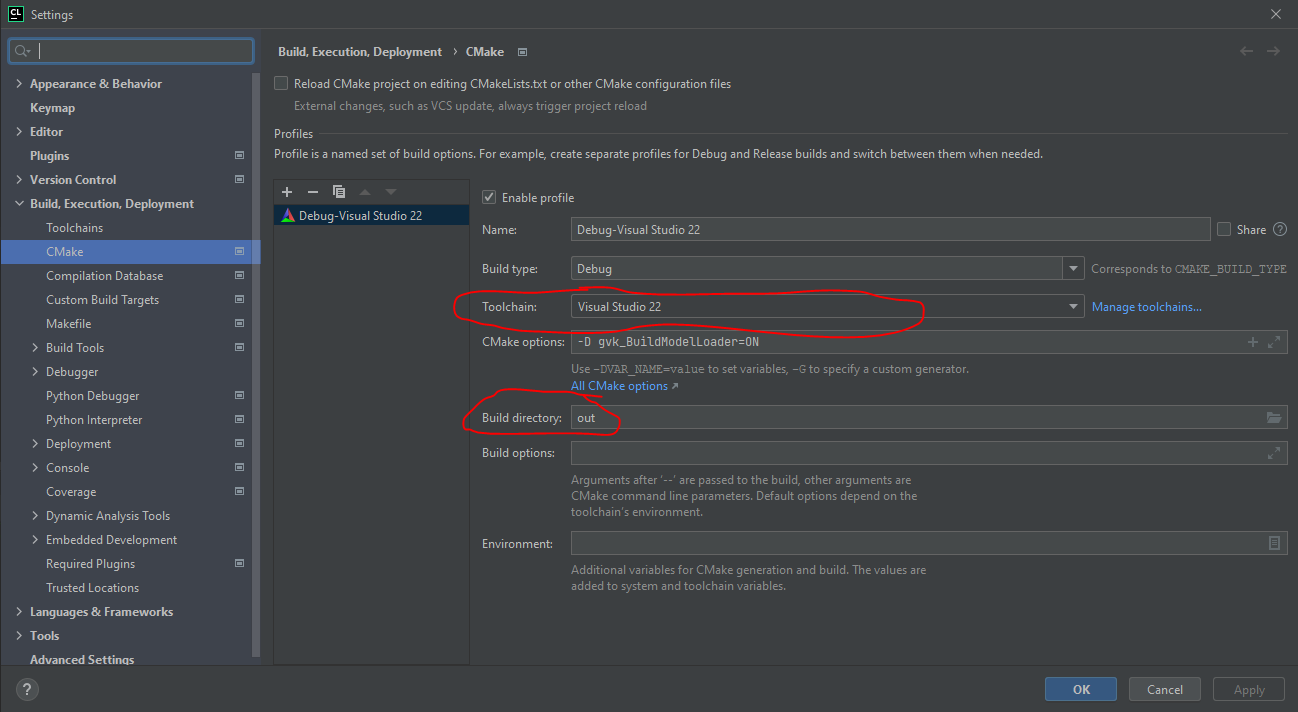 CL Settings
Build, Execution, Deployment › CMake
Appearance & Behavior
Keymap
Editor
Plugins
Version Control
Build, Execution, Deployment
Toolchains
CMake
Compilation Database
Custom Build Targets
Makefile
Build Tools
Debugger
Python Debugger
Python Interpreter
Deployment
Console
Coverage
Dynamic Analysis Tools
Embedded Development
Required Plugins
Trusted Locations
Languages & Frameworks
Tools
Advanced Settings
Reload CMake project on editing CMakeLists.txt or other CMake configuration files
External changes, such as VCS update, always trigger project reload
Profiles
Profile is a named set of build options. For example, create separate profiles for Debug and Release builds and switch between them when needed.
Debug-Visual Studio 22
Enable profile
Name: Debug-Visual Studio 22 Share ?
Build type: Debug Corresponds to CMAKE_BUILD_TYPE
Toolchain: Visual Studio 22 Manage toolchains...
CMake options: -D gvk_BuildModelLoader=ON
Use -DVAR_NAME=value to set variables, -G to specify a custom generator.
All CMake options ↗
Build directory: out
Build options:
Arguments after '--' are passed to the build, other arguments are
CMake command line parameters. Default options depend on the
toolchain's environment.
Environment:
Additional variables for CMake generation and build. The values are
added to system and toolchain variables.
? OK Cancel Apply